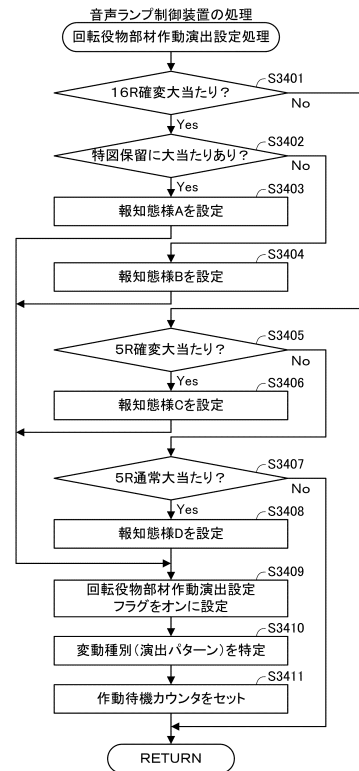 音声ランプ制御装置の処理
回転役物部材作動演出設定処理
S3401
16R確変大当たり？
No
Yes
S3402
特図保留に大当たりあり？
No
Yes
S3403
報知態様Aを設定
S3404
報知態様Bを設定
S3405
5R確変大当たり？
No
Yes
S3406
報知態様Cを設定
S3407
5R通常大当たり？
No
Yes
S3408
報知態様Dを設定
S3409
回転役物部材作動演出設定
フラグをオンに設定
S3410
変動種別(演出パターン)を特定
S3411
作動待機カウンタをセット
RETURN